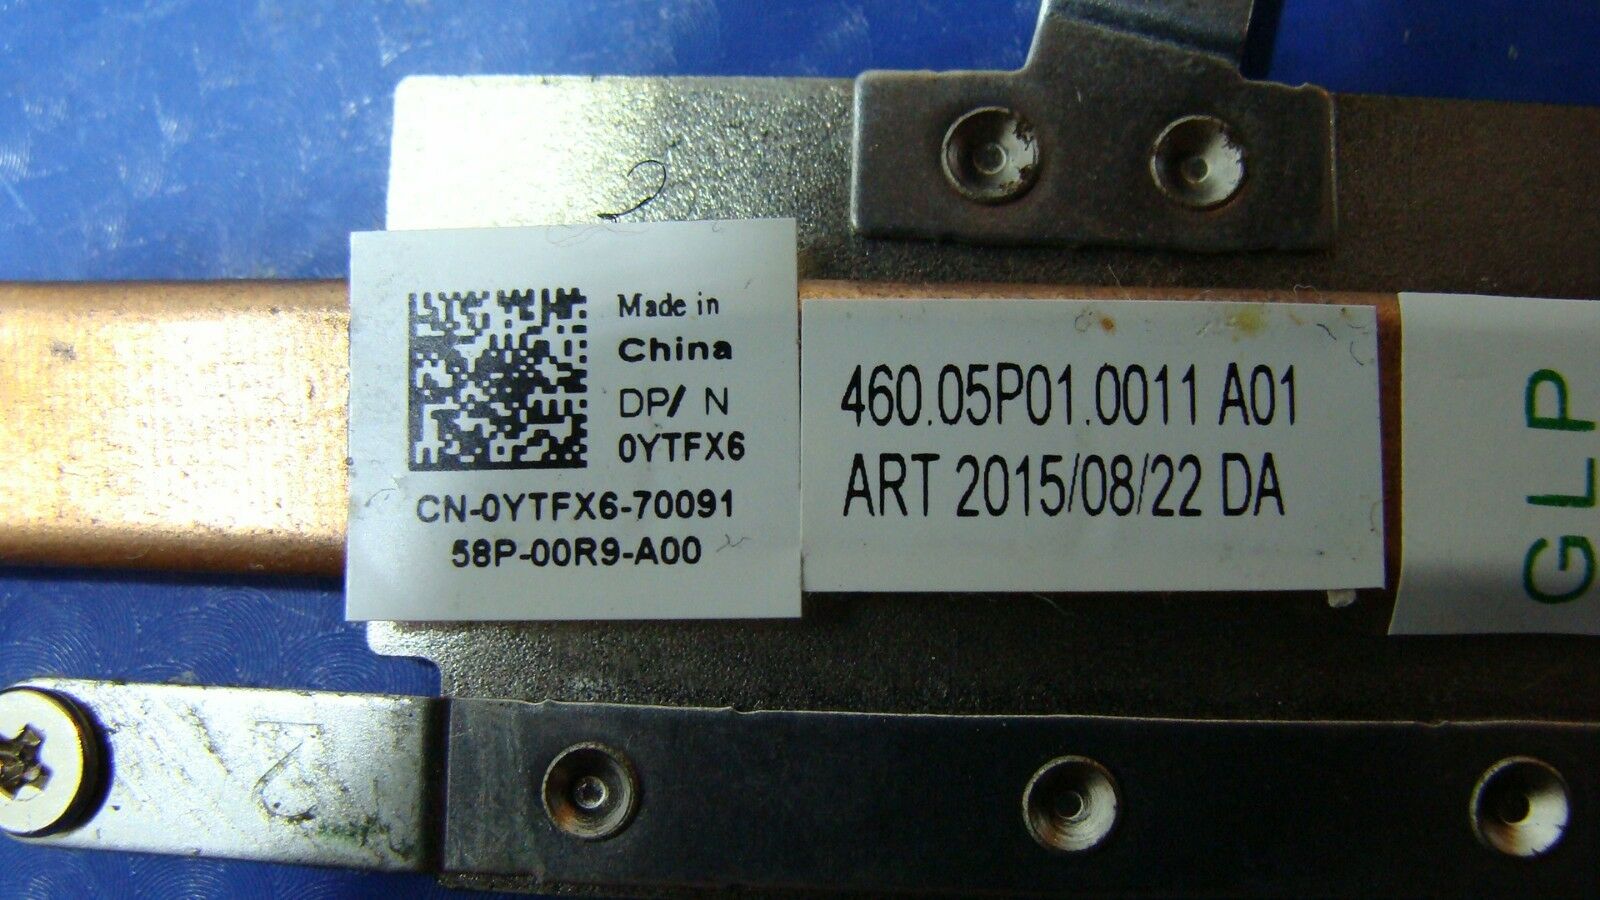 Made in
China
DP/ N
0YTFX6
CN-0YTFX6-70091
58P-00R9-A00
460.05P01.0011 A01
ART 2015/08/22 DA
GLP
2